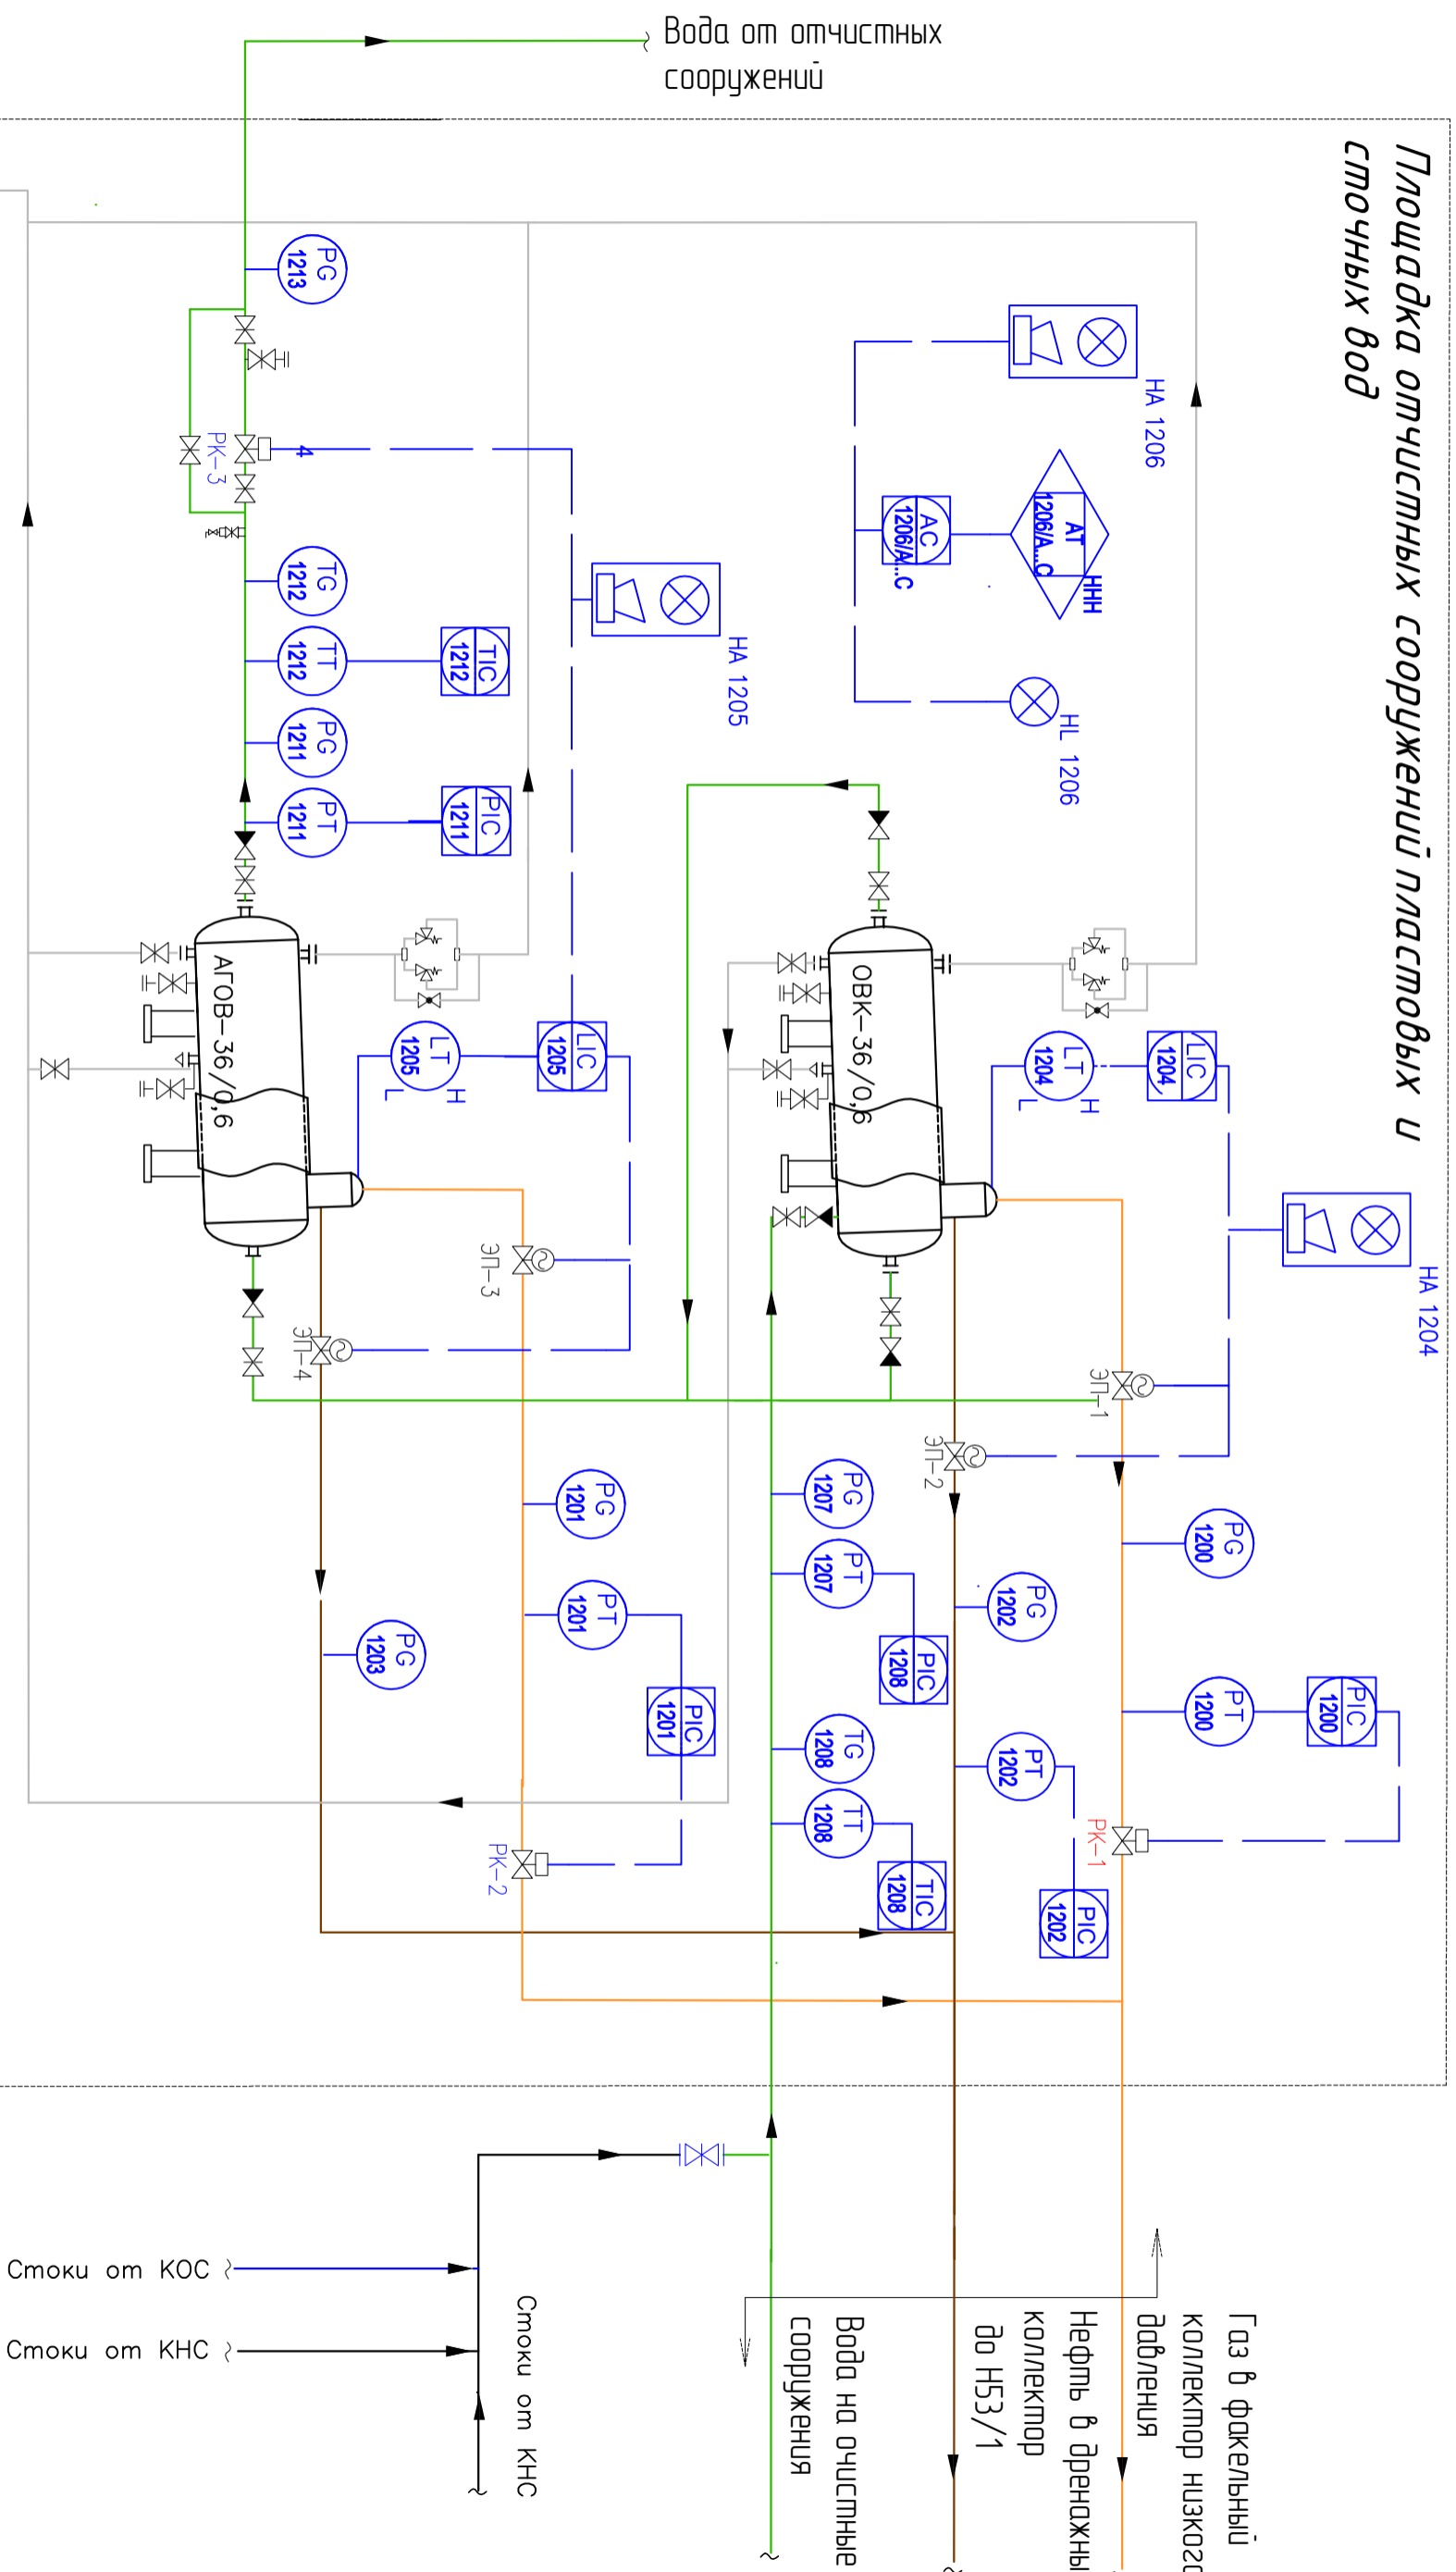 Вода от отчистных
сооружений
Площадка отчистных сооружений пластовых и
сточных вод
PG
1213
HA 1206
AT
1206/A...C
HHH
AC
1206/A...C
HL 1206
4
РК-3
TG
1212
TT
1212
TIC
1212
PG
1211
PT
1211
PIC
1211
HA 1205
АГОВ-36/0,6
ОВК-36/0,6
LT
1205
H
L
LIC
1205
LT
1204
H
L
LIC
1204
HA 1204
ЭП-3
ЭП-4
ЭП-1
ЭП-2
PG
1201
PT
1201
PIC
1201
PG
1203
РК-2
PG
1207
PT
1207
PIC
1208
TG
1208
TT
1208
TIC
1208
PG
1202
PT
1202
PIC
1202
PG
1200
PT
1200
PIC
1200
РК-1
Газ в факельный
коллектор низкого
давления
Нефть в дренажны
коллектор
до Н53/1
Вода на очистные
сооружения
Стоки от КНС
Стоки от КОС
Стоки от КНС